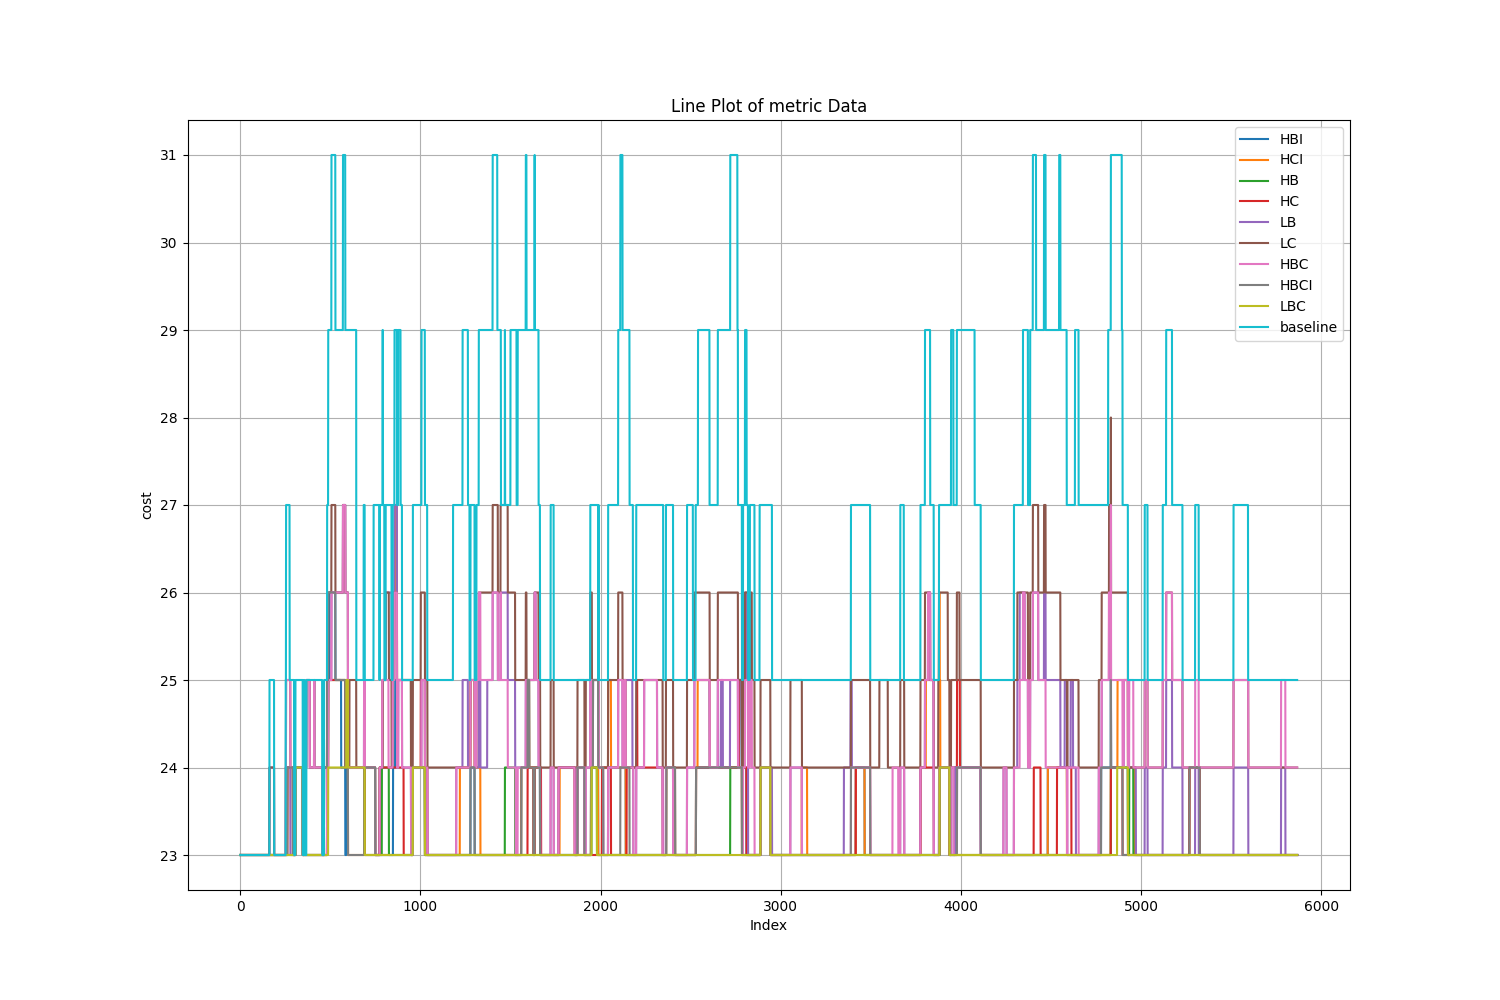 Line Plot of metric Data
cost
31
30
29
28
27
26
25
24
23
0
1000
2000
3000
4000
5000
6000
Index
HBI
HCI
HB
HC
LB
LC
HBC
HBCI
LBC
baseline